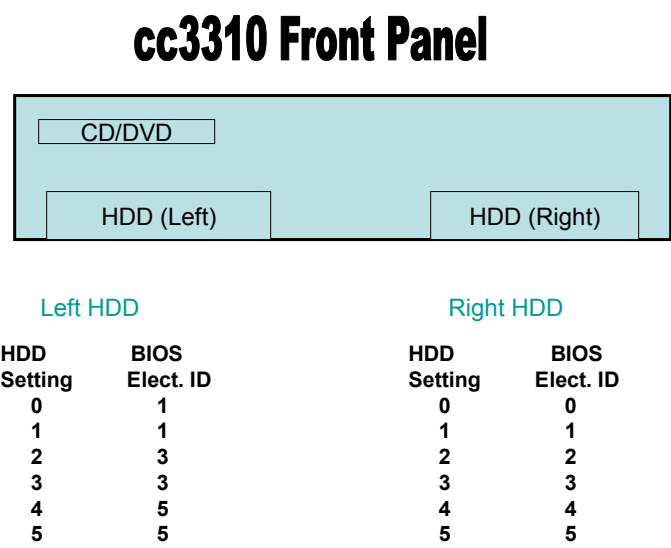 cc3310 Front Panel
CD/DVD
HDD (Left)
HDD (Right)
Left HDD
HDD BIOS
Setting Elect. ID
0 1
1 1
2 3
3 3
4 5
5 5
Right HDD
HDD BIOS
Setting Elect. ID
0 0
1 1
2 2
3 3
4 4
5 5